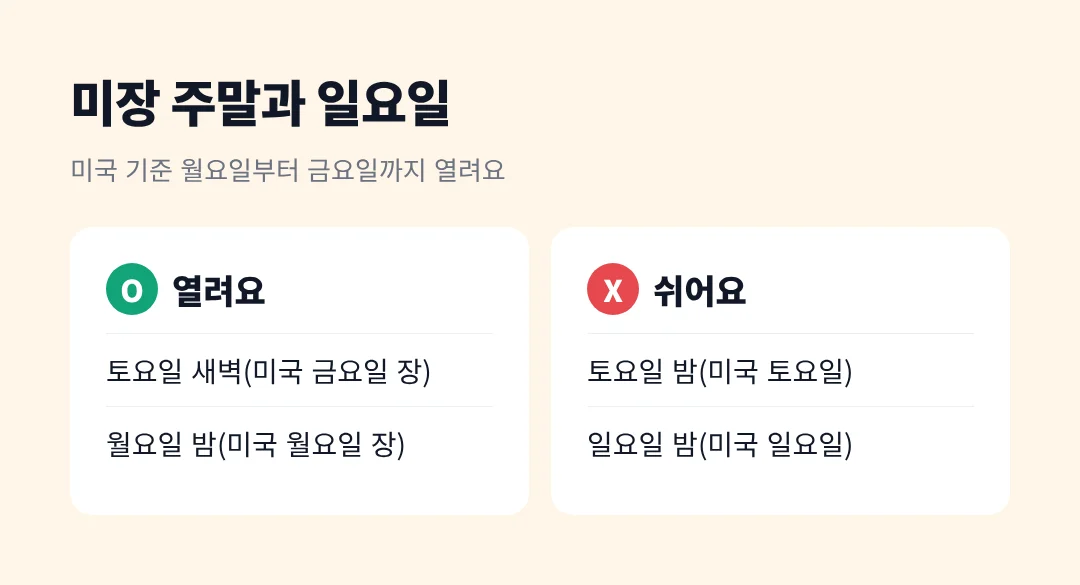 미장 주말과 일요일
미국 기준 월요일부터 금요일까지 열려요
O 열려요
토요일 새벽(미국 금요일 장)
월요일 밤(미국 월요일 장)
X 쉬어요
토요일 밤(미국 토요일)
일요일 밤(미국 일요일)